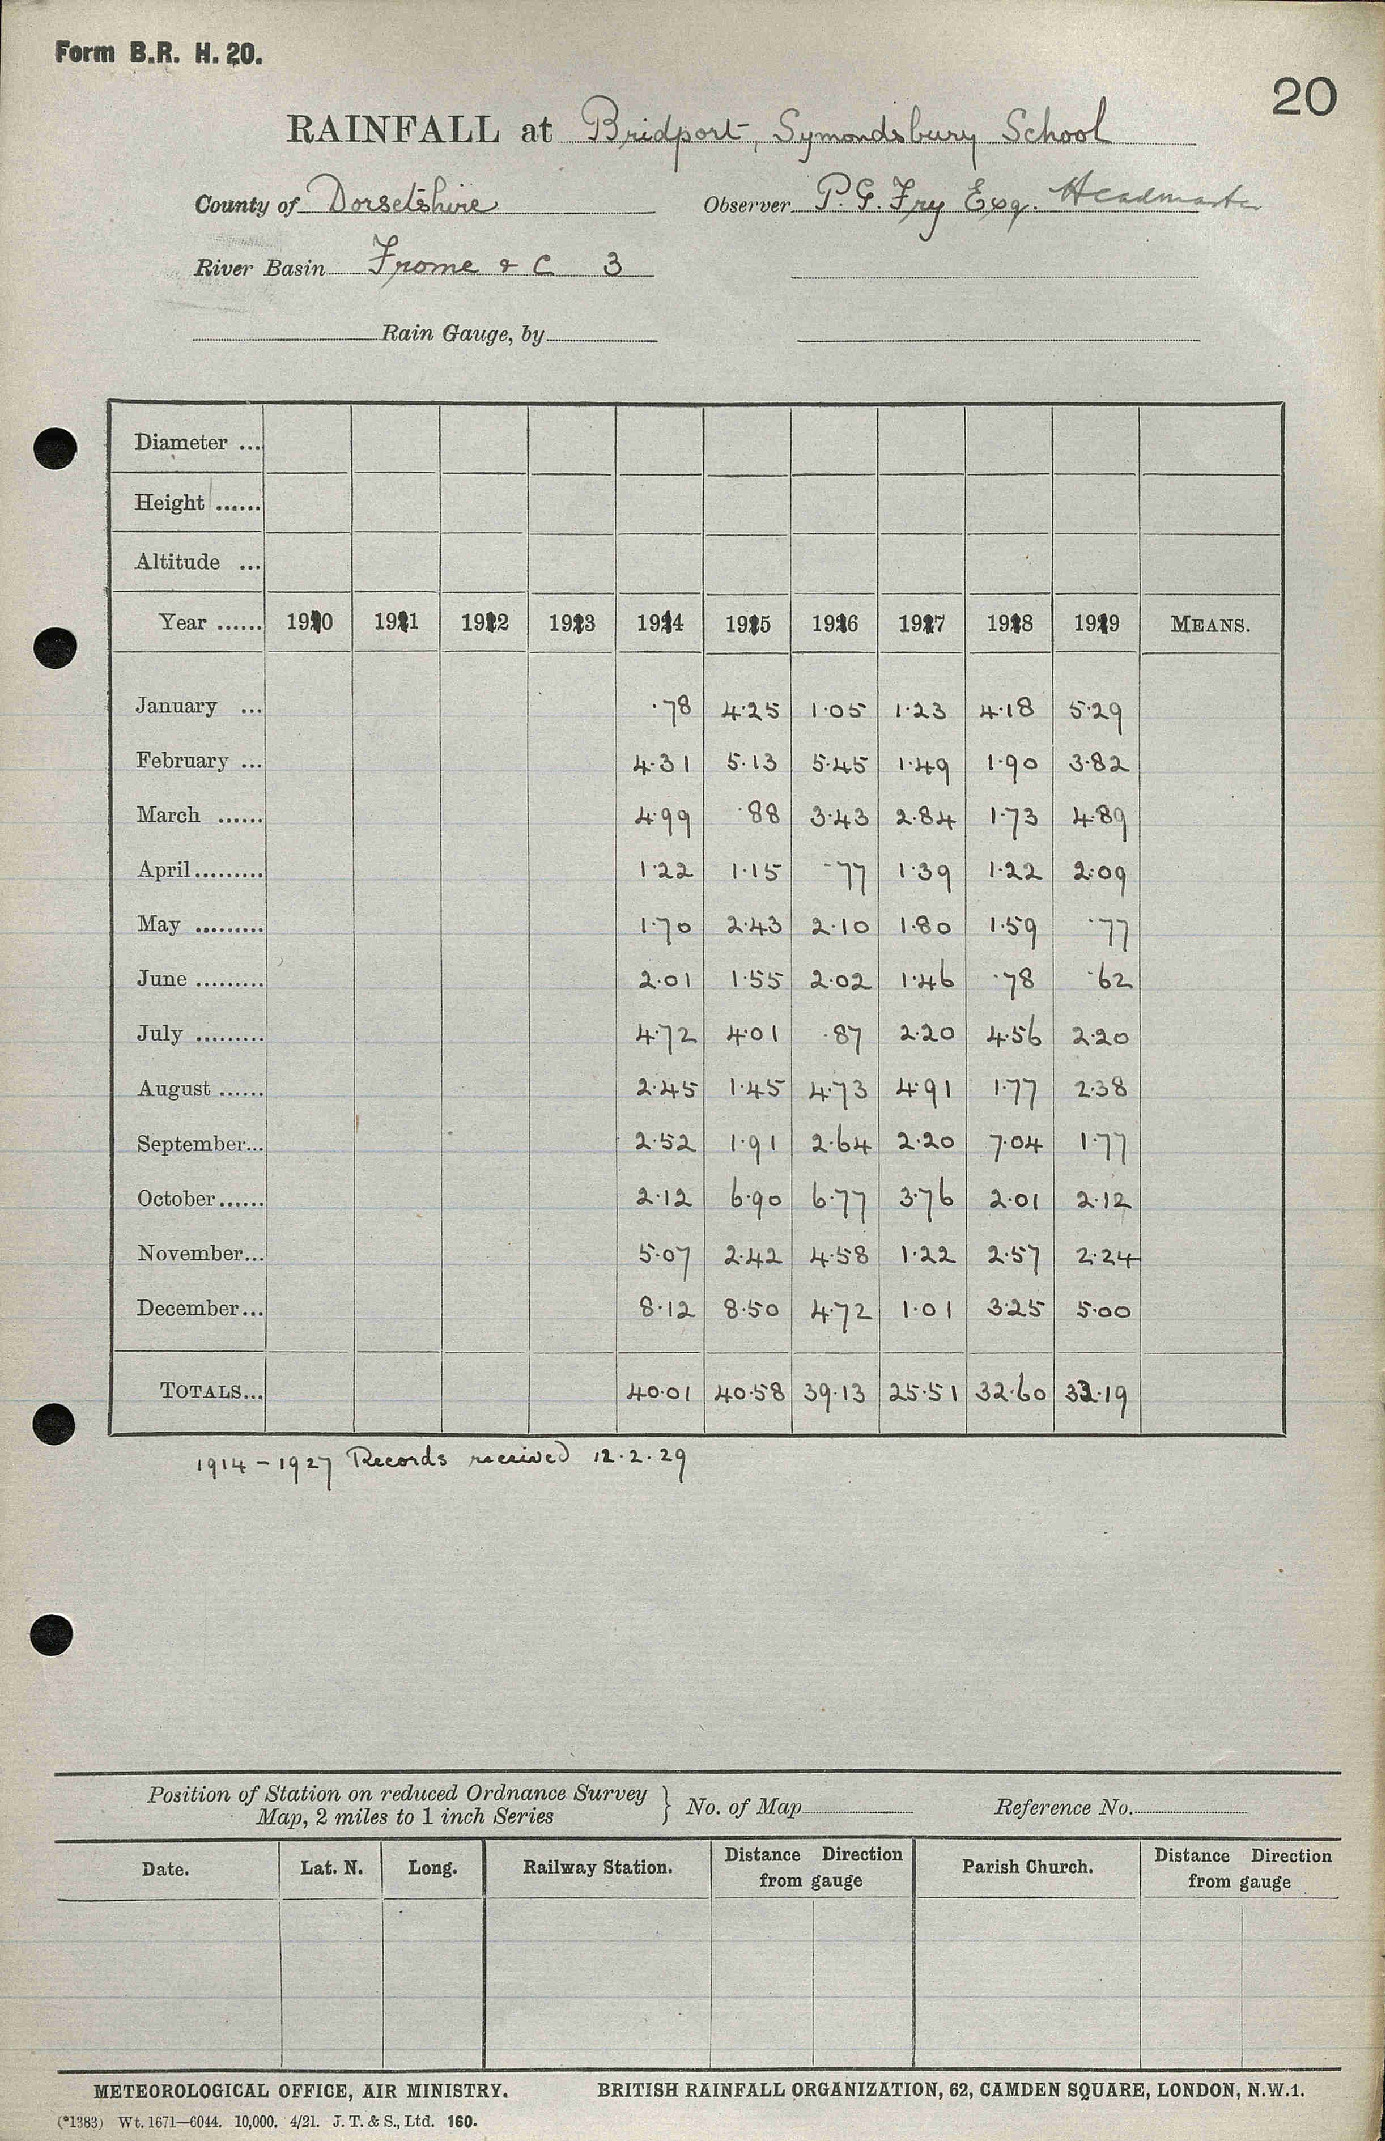 Form B.R. H. 20.
20
RAINFALL at Bridport, Symondsbury School
County of Dorsetshire Observer P. G. Fry Esq. Headmaster
River Basin Frome & C 3
Rain Gauge, by
Diameter ...
Height ......
Altitude ...
Year ...... 1910 1911 1912 1913 1914 1915 1916 1917 1918 1919 MEANS.
January ... ·78 4·25 1·05 1·23 4·18 5·29
February ... 4·31 5·13 5·45 1·49 1·90 3·82
March ...... 4·99 ·88 3·43 2·84 1·73 4·89
April ......... 1·22 1·15 ·77 1·39 1·22 2·09
May ......... 1·70 2·43 2·10 1·80 1·59 ·77
June ......... 2·01 1·55 2·02 1·46 ·78 ·62
July ......... 4·72 4·01 ·87 2·20 4·56 2·20
August ...... 2·45 1·45 4·73 4·91 1·77 2·38
September... 2·52 1·91 2·64 2·20 7·04 1·77
October ...... 2·12 6·90 6·77 3·76 2·01 2·12
November... 5·07 2·42 4·58 1·22 2·57 2·24
December... 8·12 8·50 4·72 1·01 3·25 5·00
TOTALS... 40·01 40·58 39·13 25·51 32·60 33·19
1914 – 1927 Records received 12.2.29
Position of Station on reduced Ordnance Survey
Map, 2 miles to 1 inch Series } No. of Map Reference No.
Date. Lat. N. Long. Railway Station. Distance Direction from gauge Parish Church. Distance Direction from gauge
METEOROLOGICAL OFFICE, AIR MINISTRY. BRITISH RAINFALL ORGANIZATION, 62, CAMDEN SQUARE, LONDON, N.W.1.
(*1383) Wt. 1671—6044. 10,000. 4/21. J. T. & S., Ltd. 160.